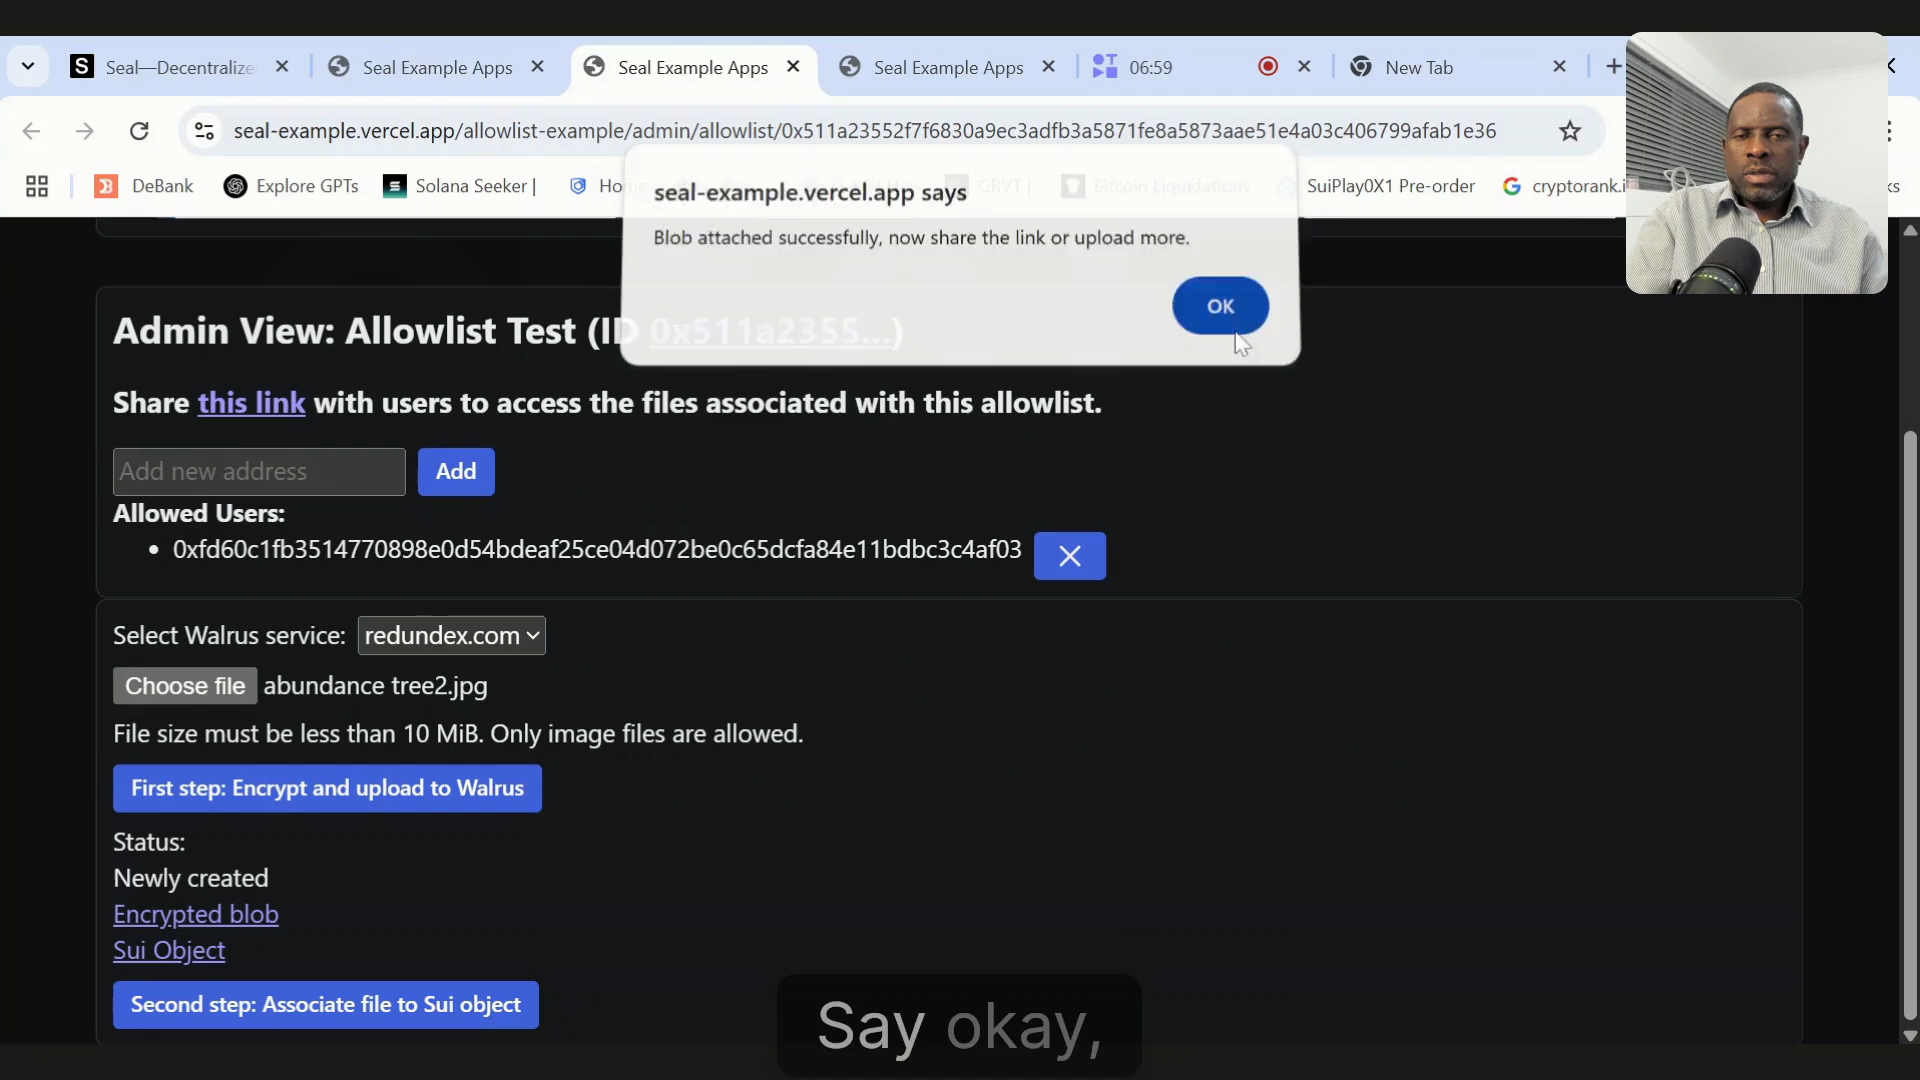 Seal—Decentralize
Seal Example Apps
Seal Example Apps
Seal Example Apps
06:59
New Tab
seal-example.vercel.app/allowlist-example/admin/allowlist/0x511a23552f7f6830a9ec3adfb3a5871fe8a5873aae51e4a03c406799afab1e36
DeBank
Explore GPTs
Solana Seeker |
GRVT |
Bitcoin Liquidations
SuiPlay0X1 Pre-order
cryptorank.i
seal-example.vercel.app says
Blob attached successfully, now share the link or upload more.
OK
Admin View: Allowlist Test (ID 0x511a2355...)
Share this link with users to access the files associated with this allowlist.
Add new address
Add
Allowed Users:
0xfd60c1fb3514770898e0d54bdeaf25ce04d072be0c65dcfa84e11bdbc3c4af03
Select Walrus service:
redundex.com
Choose file
abundance tree2.jpg
File size must be less than 10 MiB. Only image files are allowed.
First step: Encrypt and upload to Walrus
Status:
Newly created
Encrypted blob
Sui Object
Second step: Associate file to Sui object
Say okay,